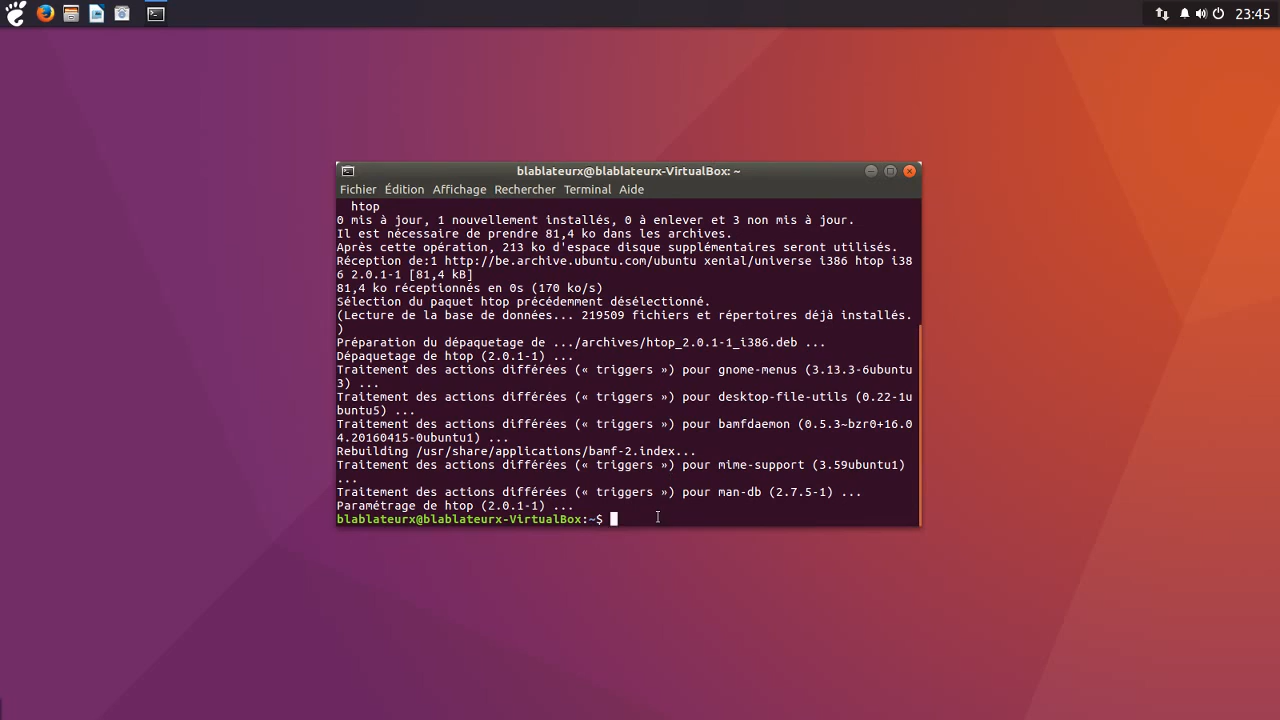 23:45
blablateurx@blablateurx-VirtualBox: ~
Fichier Édition Affichage Rechercher Terminal Aide
htop
0 mis à jour, 1 nouvellement installés, 0 à enlever et 3 non mis à jour.
Il est nécessaire de prendre 81,4 ko dans les archives.
Après cette opération, 213 ko d'espace disque supplémentaires seront utilisés.
Réception de:1 http://be.archive.ubuntu.com/ubuntu xenial/universe i386 htop i38
6 2.0.1-1 [81,4 kB]
81,4 ko réceptionnés en 0s (170 ko/s)
Sélection du paquet htop précédemment désélectionné.
(Lecture de la base de données... 219509 fichiers et répertoires déjà installés.
)
Préparation du dépaquetage de .../archives/htop_2.0.1-1_i386.deb ...
Dépaquetage de htop (2.0.1-1) ...
Traitement des actions différées (« triggers ») pour gnome-menus (3.13.3-6ubuntu
3) ...
Traitement des actions différées (« triggers ») pour desktop-file-utils (0.22-1u
buntu5) ...
Traitement des actions différées (« triggers ») pour bamfdaemon (0.5.3~bzr0+16.0
4.20160415-0ubuntu1) ...
Rebuilding /usr/share/applications/bamf-2.index...
Traitement des actions différées (« triggers ») pour mime-support (3.59ubuntu1)
...
Traitement des actions différées (« triggers ») pour man-db (2.7.5-1) ...
Paramétrage de htop (2.0.1-1) ...
blablateurx@blablateurx-VirtualBox:~$